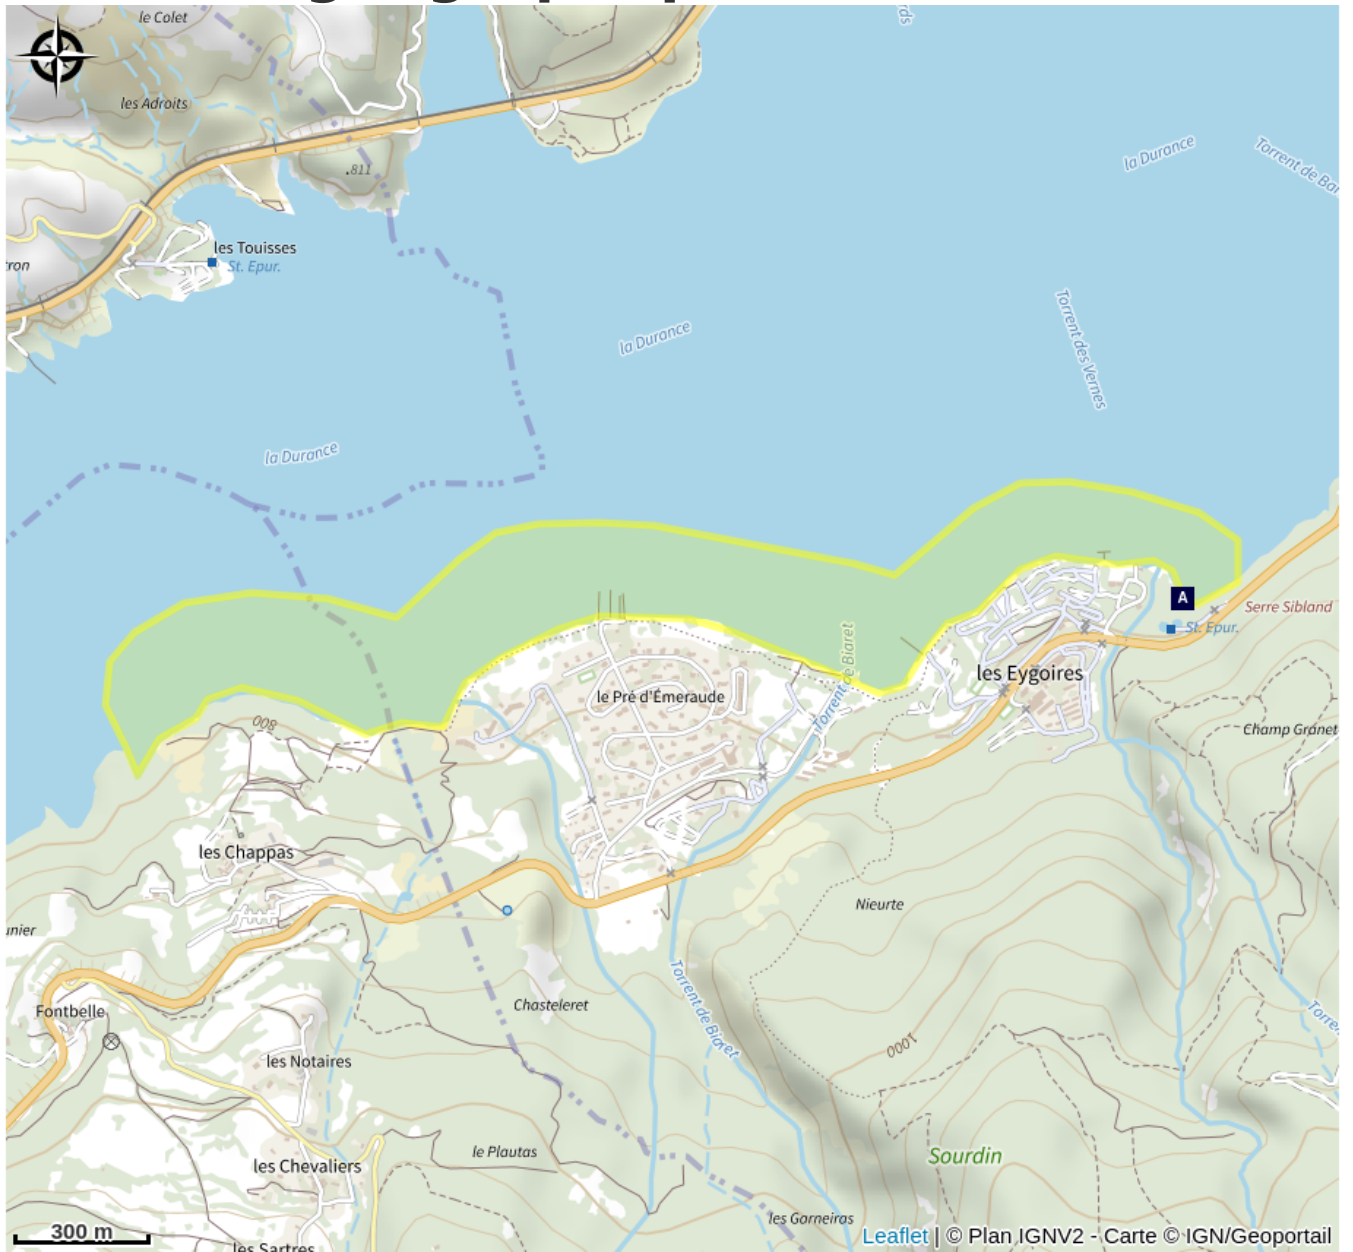 le Colet
les Adroits
.811
la Durance
Torrent de Bar
les Touisses
St. Epur.
tron
la Durance
Torrent des Vernes
la Durance
A
Serre Sibland
St. Epur.
Torrent de Biaret
les Eygoires
le Pré d'Émeraude
800
Champ Granet
les Chappas
Nieurte
unier
Torrent de Biaret
Chasteleret
Fontbelle
Torre
1000
les Notaires
le Plautas
Sourdin
les Chevaliers
les Garneiras
300 m
Leaflet | © Plan IGNV2 - Carte © IGN/Geoportail
les Sartres